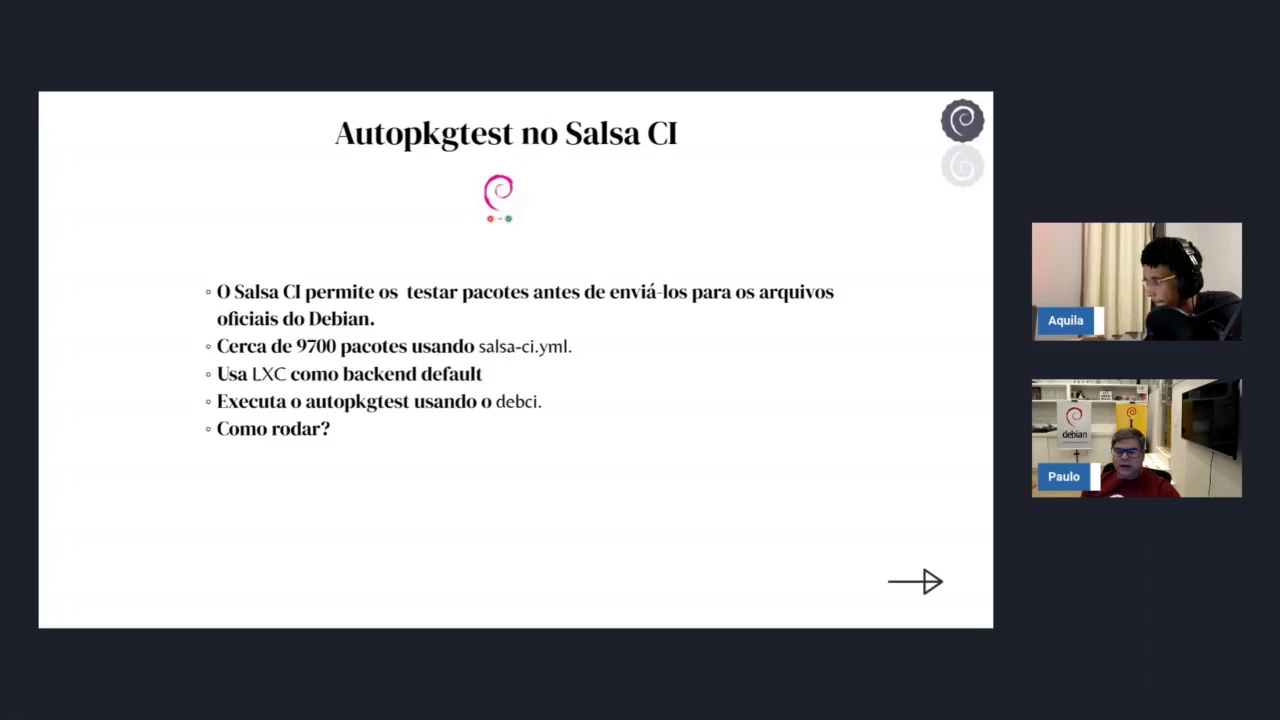 Autopkgtest no Salsa CI
◦ O Salsa CI permite os  testar pacotes antes de enviá-los para os arquivos
oficiais do Debian.
◦ Cerca de 9700 pacotes usando salsa-ci.yml.
◦ Usa LXC como backend default
◦ Executa o autopkgtest usando o debci.
◦ Como rodar?
Aquila
debian
Paulo